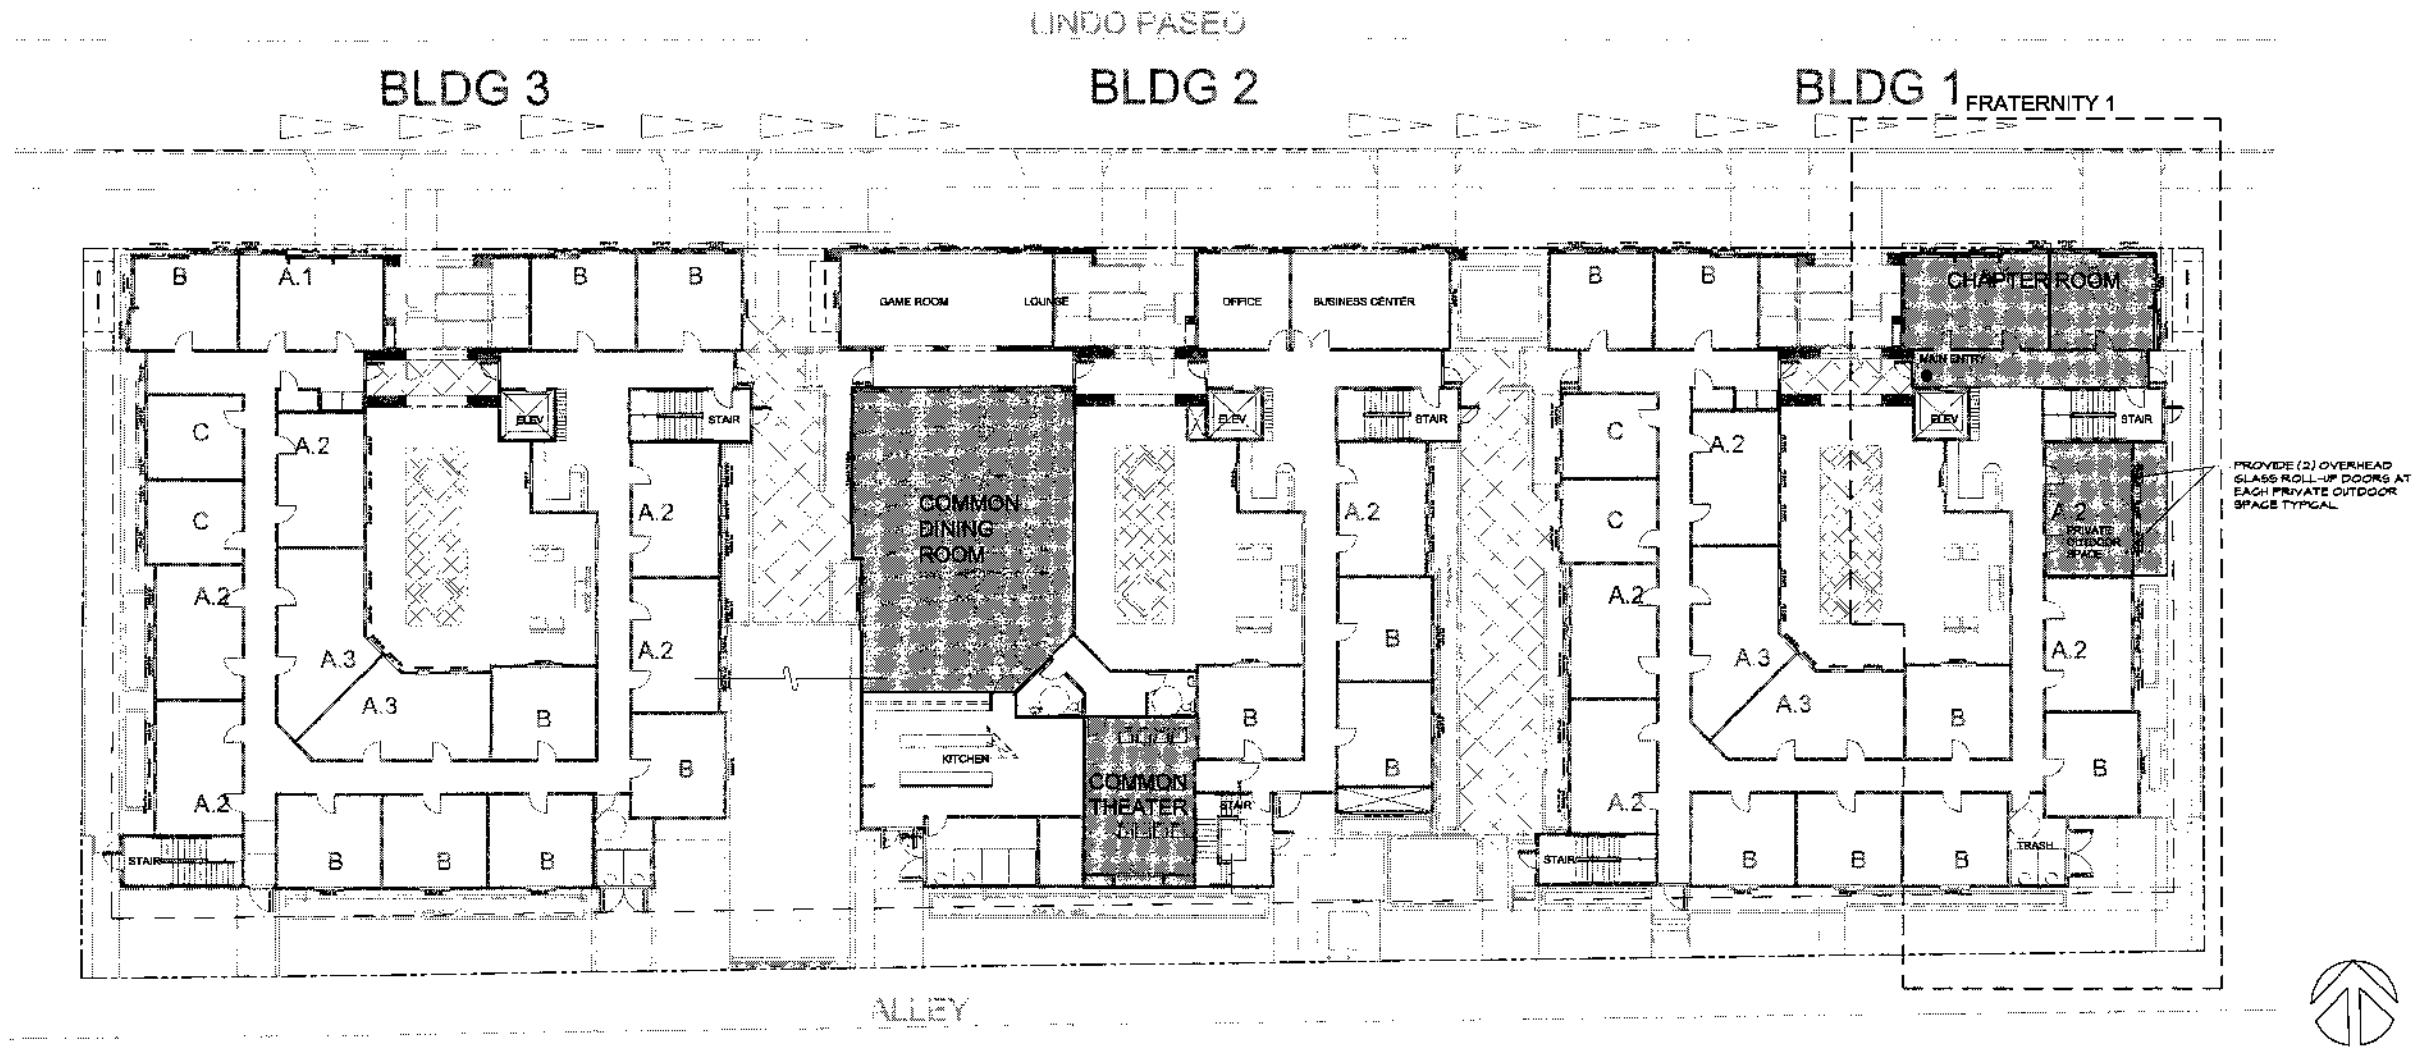 LINDO PASEO
BLDG 3
BLDG 2
BLDG 1
FRATERNITY 1
B
A.1
B
B
GAME ROOM
LOUNGE
OFFICE
BUSINESS CENTER
B
B
CHAPTER ROOM
MAIN ENTRY
C
A.2
ELEV
STAIR
ELEV
STAIR
C
A.2
ELEV
STAIR
C
A.2
COMMON
DINING
ROOM
A.2
C
A.2
PRIVATE
OUTDOOR
SPACE
PROVIDE (2) OVERHEAD
GLASS ROLL-UP DOORS AT
EACH PRIVATE OUTDOOR
SPACE TYPICAL
A.2
A.3
A.2
B
A.2
A.3
A.2
A.3
B
B
A.3
B
B
KITCHEN
B
B
A.2
COMMON
THEATER
STAIR
A.2
STAIR
B
B
B
STAIR
B
B
B
TRASH
ALLEY